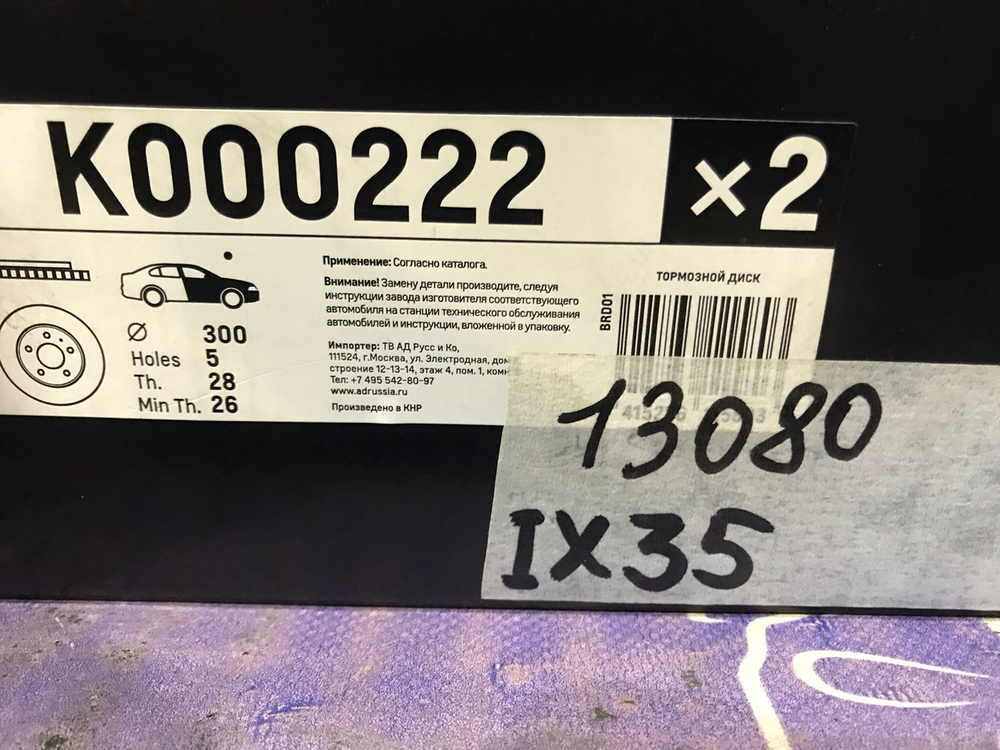 K000222
×2
Применение: Согласно каталога.
Внимание! Замену детали производите, следуя
инструкции завода изготовителя соответствующего
автомобиля на станции технического обслуживания
автомобилей и инструкции, вложенной в упаковку.
Импортер: ТВ АД Русс и Ко,
111524, г.Москва, ул. Электродная,
строение 12-13-14, этаж 4, пом. 1,
Тел: +7 495 542-80-97
www.adrussia.ru
Произведено в КНР
Ø 300
Holes 5
Th. 28
Min Th. 26
ТОРМОЗНОЙ ДИСК
BRD01
13080
IX35